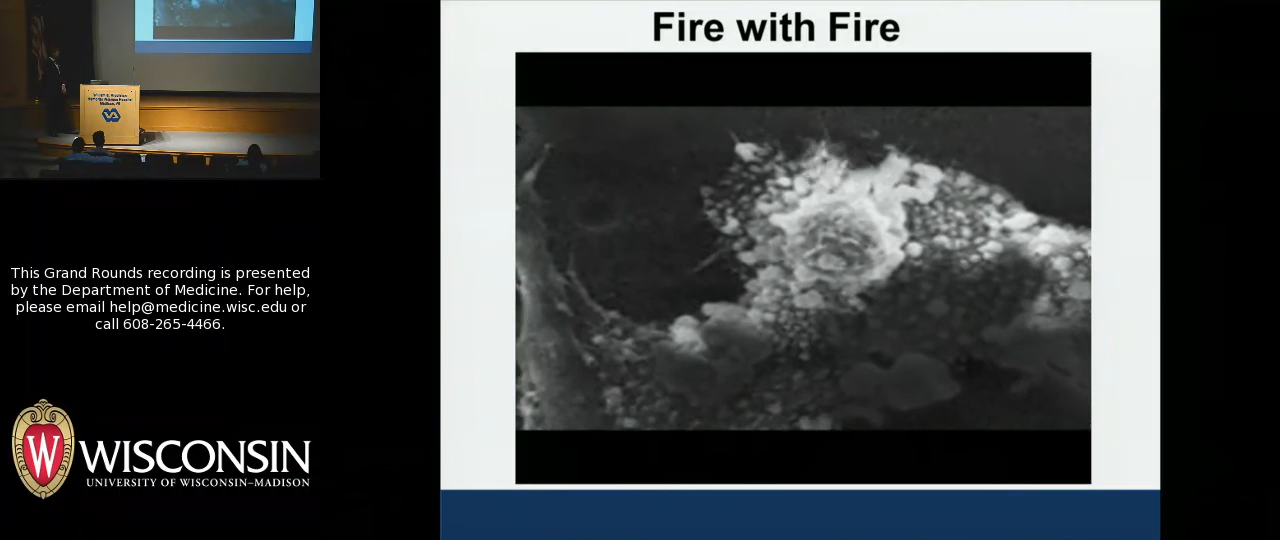 Fire with Fire
This Grand Rounds recording is presented
by the Department of Medicine. For help,
please email help@medicine.wisc.edu or
call 608-265-4466.
W
WISCONSIN
UNIVERSITY OF WISCONSIN–MADISON